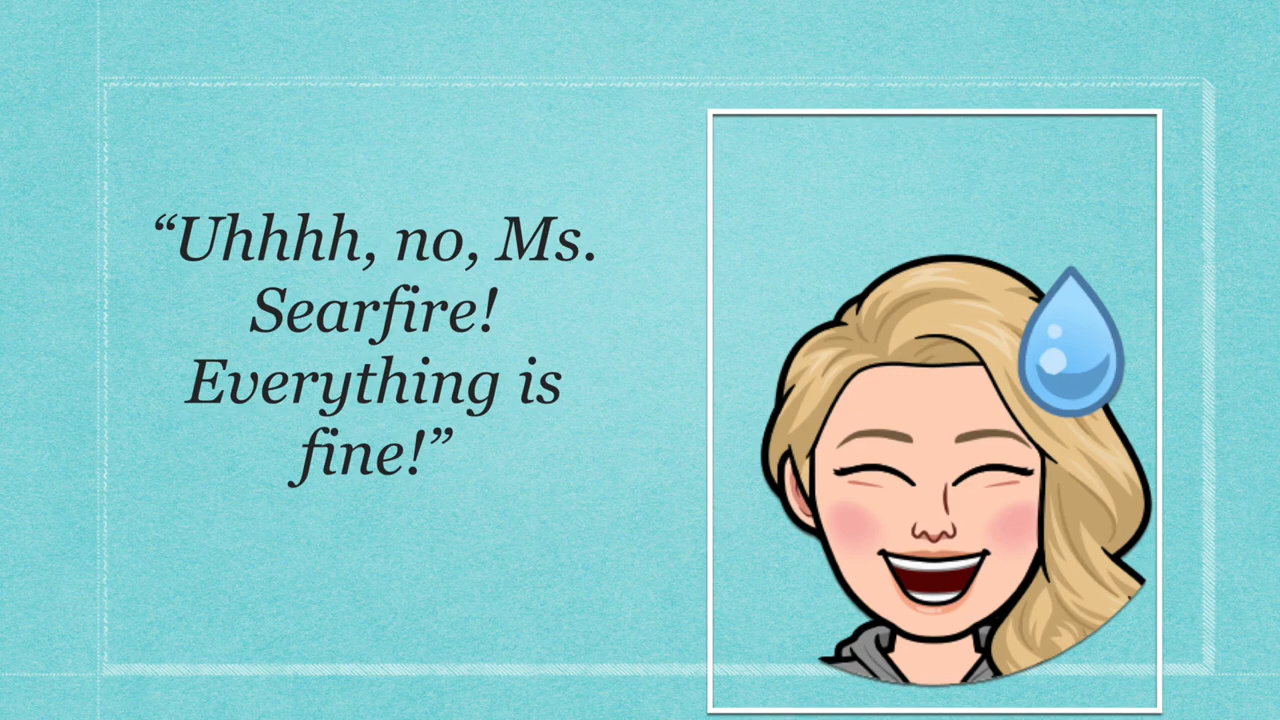 “Uhhhh, no, Ms.
Searfire!
Everything is
fine!”